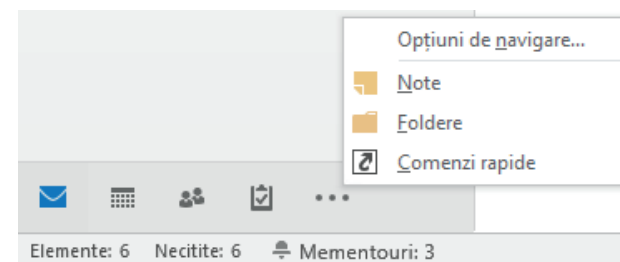 Opțiuni de navigare...
Note
Foldere
Comenzi rapide
Elemente: 6 Necitite: 6 Mementouri: 3